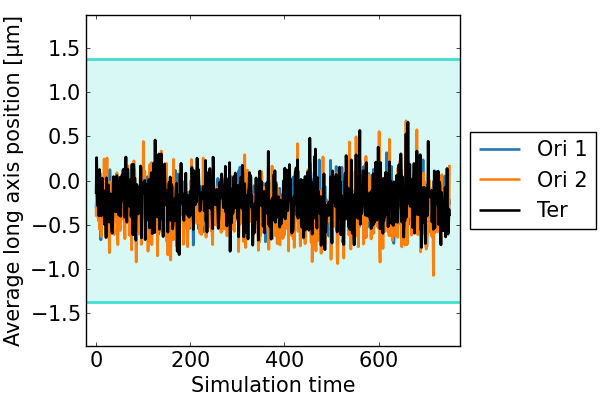 Average long axis position [μm]
1.5
1.0
0.5
0.0
−0.5
−1.0
−1.5
0
200
400
600
Simulation time
Ori 1
Ori 2
Ter